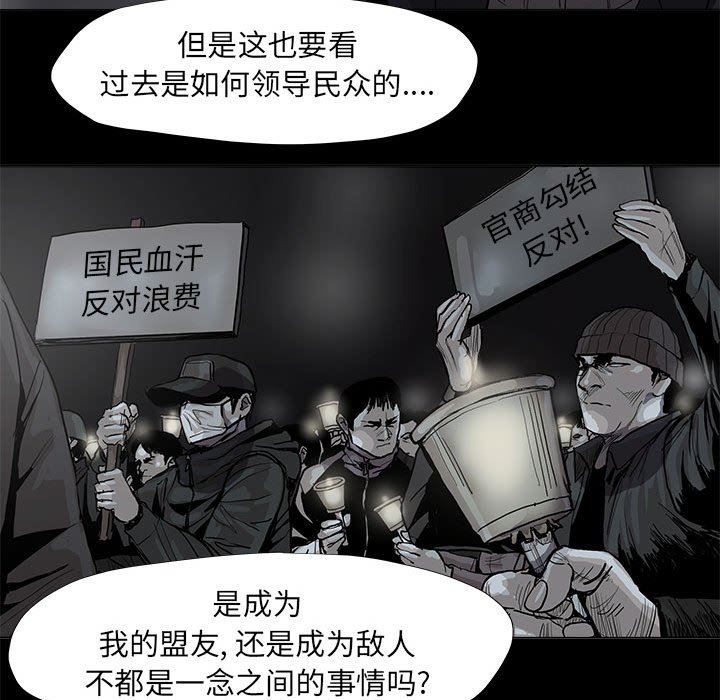 但是这也要看
过去是如何领导民众的....
官商勾结
反对!
国民血汗
反对浪费
是成为
我的盟友, 还是成为敌人
不都是一念之间的事情吗?